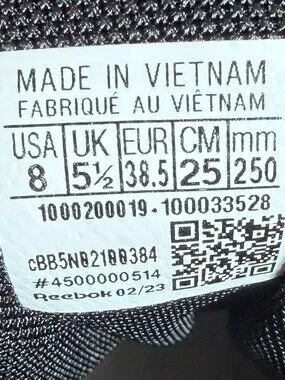 MADE IN VIETNAM
FABRIQUÉ AU VIÊTNAM
USA UK EUR CM mm
8 5½ 38.5 25 250
1000200019-100033528
cBB5N02100384
#4500000514
Reebok 02/23